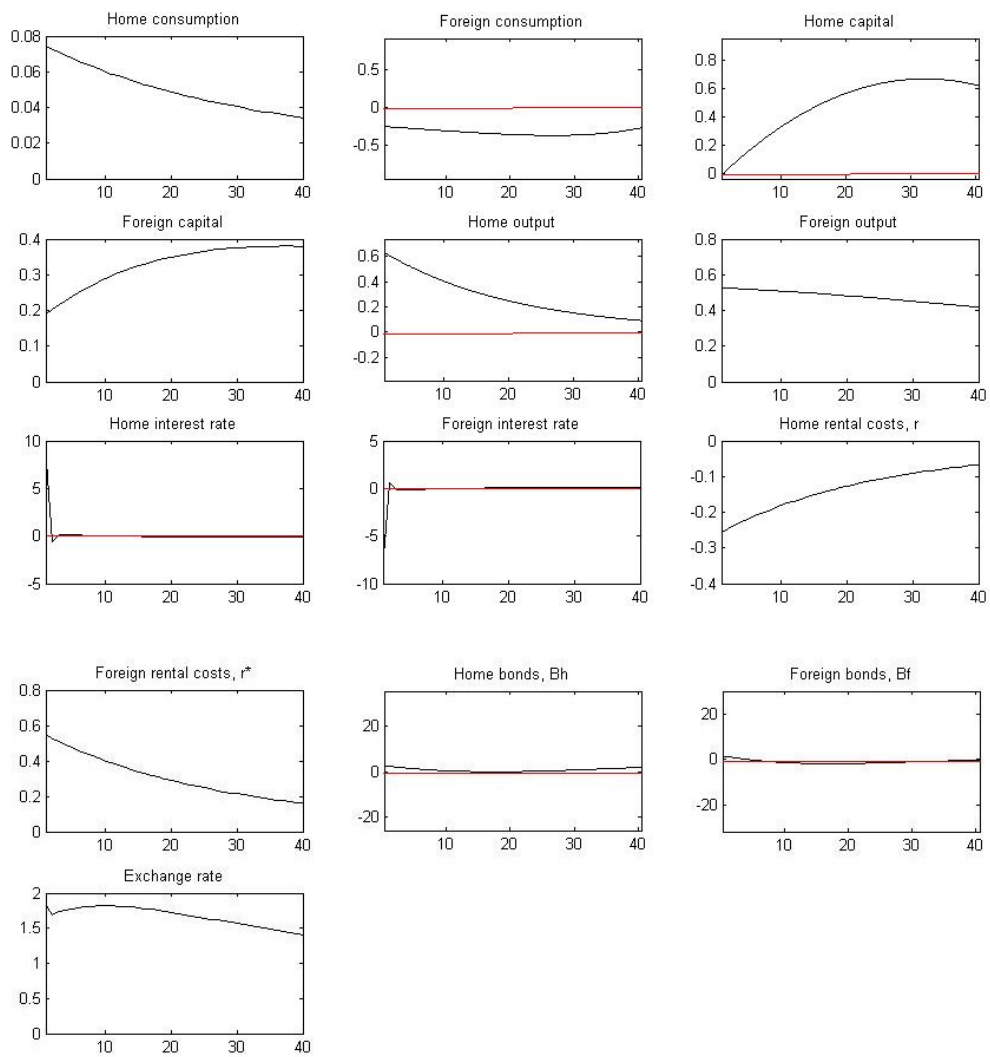 Home consumption
0.08
0.06
0.04
0.02
0
10 20 30 40
Foreign consumption
0.5
0
-0.5
10 20 30 40
Home capital
0.8
0.6
0.4
0.2
0
10 20 30 40
Foreign capital
0.4
0.3
0.2
0.1
0
10 20 30 40
Home output
0.6
0.4
0.2
0
-0.2
10 20 30 40
Foreign output
0.8
0.6
0.4
0.2
0
10 20 30 40
Home interest rate
10
5
0
-5
10 20 30 40
Foreign interest rate
5
0
-5
-10
10 20 30 40
Home rental costs, r
0
-0.1
-0.2
-0.3
-0.4
10 20 30 40
Foreign rental costs, r*
0.8
0.6
0.4
0.2
0
10 20 30 40
Home bonds, Bh
20
0
-20
10 20 30 40
Foreign bonds, Bf
20
0
-20
10 20 30 40
Exchange rate
2
1.5
1
0.5
0
10 20 30 40